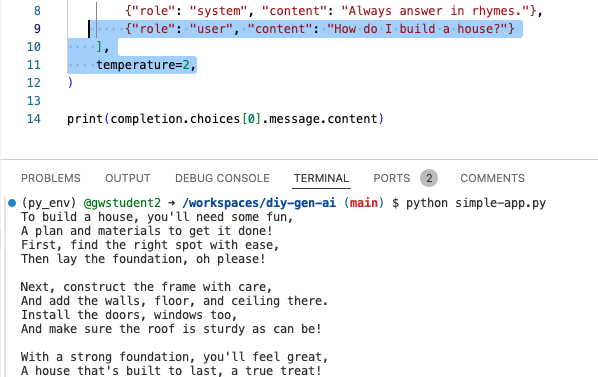 8 {"role": "system", "content": "Always answer in rhymes."},
9 {"role": "user", "content": "How do I build a house?"}
10 ],
11 temperature=2,
12 )
13
14 print(completion.choices[0].message.content)
PROBLEMS OUTPUT DEBUG CONSOLE TERMINAL PORTS 2 COMMENTS
(py_env) @gwstudent2 → /workspaces/diy-gen-ai (main) $ python simple-app.py
To build a house, you'll need some fun,
A plan and materials to get it done!
First, find the right spot with ease,
Then lay the foundation, oh please!
Next, construct the frame with care,
And add the walls, floor, and ceiling there.
Install the doors, windows too,
And make sure the roof is sturdy as can be!
With a strong foundation, you'll feel great,
A house that's built to last, a true treat!